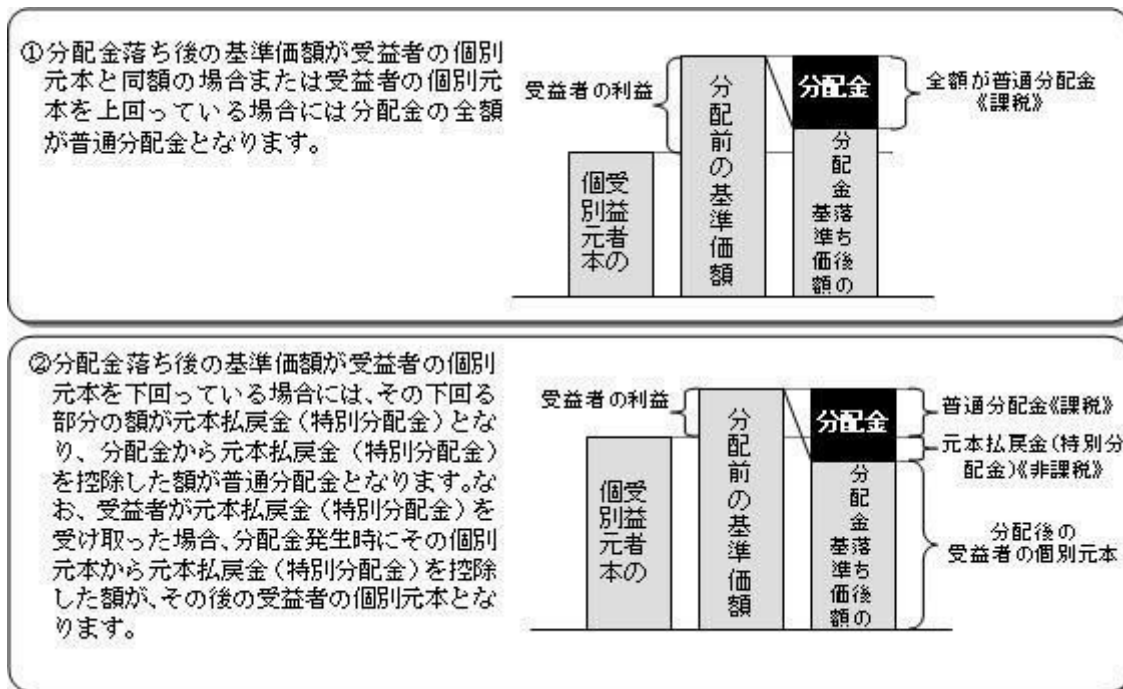 ①分配金落ち後の基準価額が受益者の個別
元本と同額の場合または受益者の個別元
本を上回っている場合には分配金の全額
が普通分配金となります。
受益者の利益
受益者の
個別元本
分配前の基準価額
分配金
分配金落ち後の
基準価額
全額が普通分配金
《課税》
②分配金落ち後の基準価額が受益者の個別
元本を下回っている場合には、その下回る
部分の額が元本払戻金（特別分配金）とな
り、分配金から元本払戻金（特別分配金）
を控除した額が普通分配金となります。な
お、受益者が元本払戻金（特別分配金）を
受け取った場合、分配金発生時にその個別
元本から元本払戻金（特別分配金）を控除
した額が、その後の受益者の個別元本とな
ります。
受益者の利益
受益者の
個別元本
分配前の基準価額
分配金
分配金落ち後の
基準価額
普通分配金《課税》
元本払戻金(特別分
配金)《非課税》
分配後の
受益者の個別元本